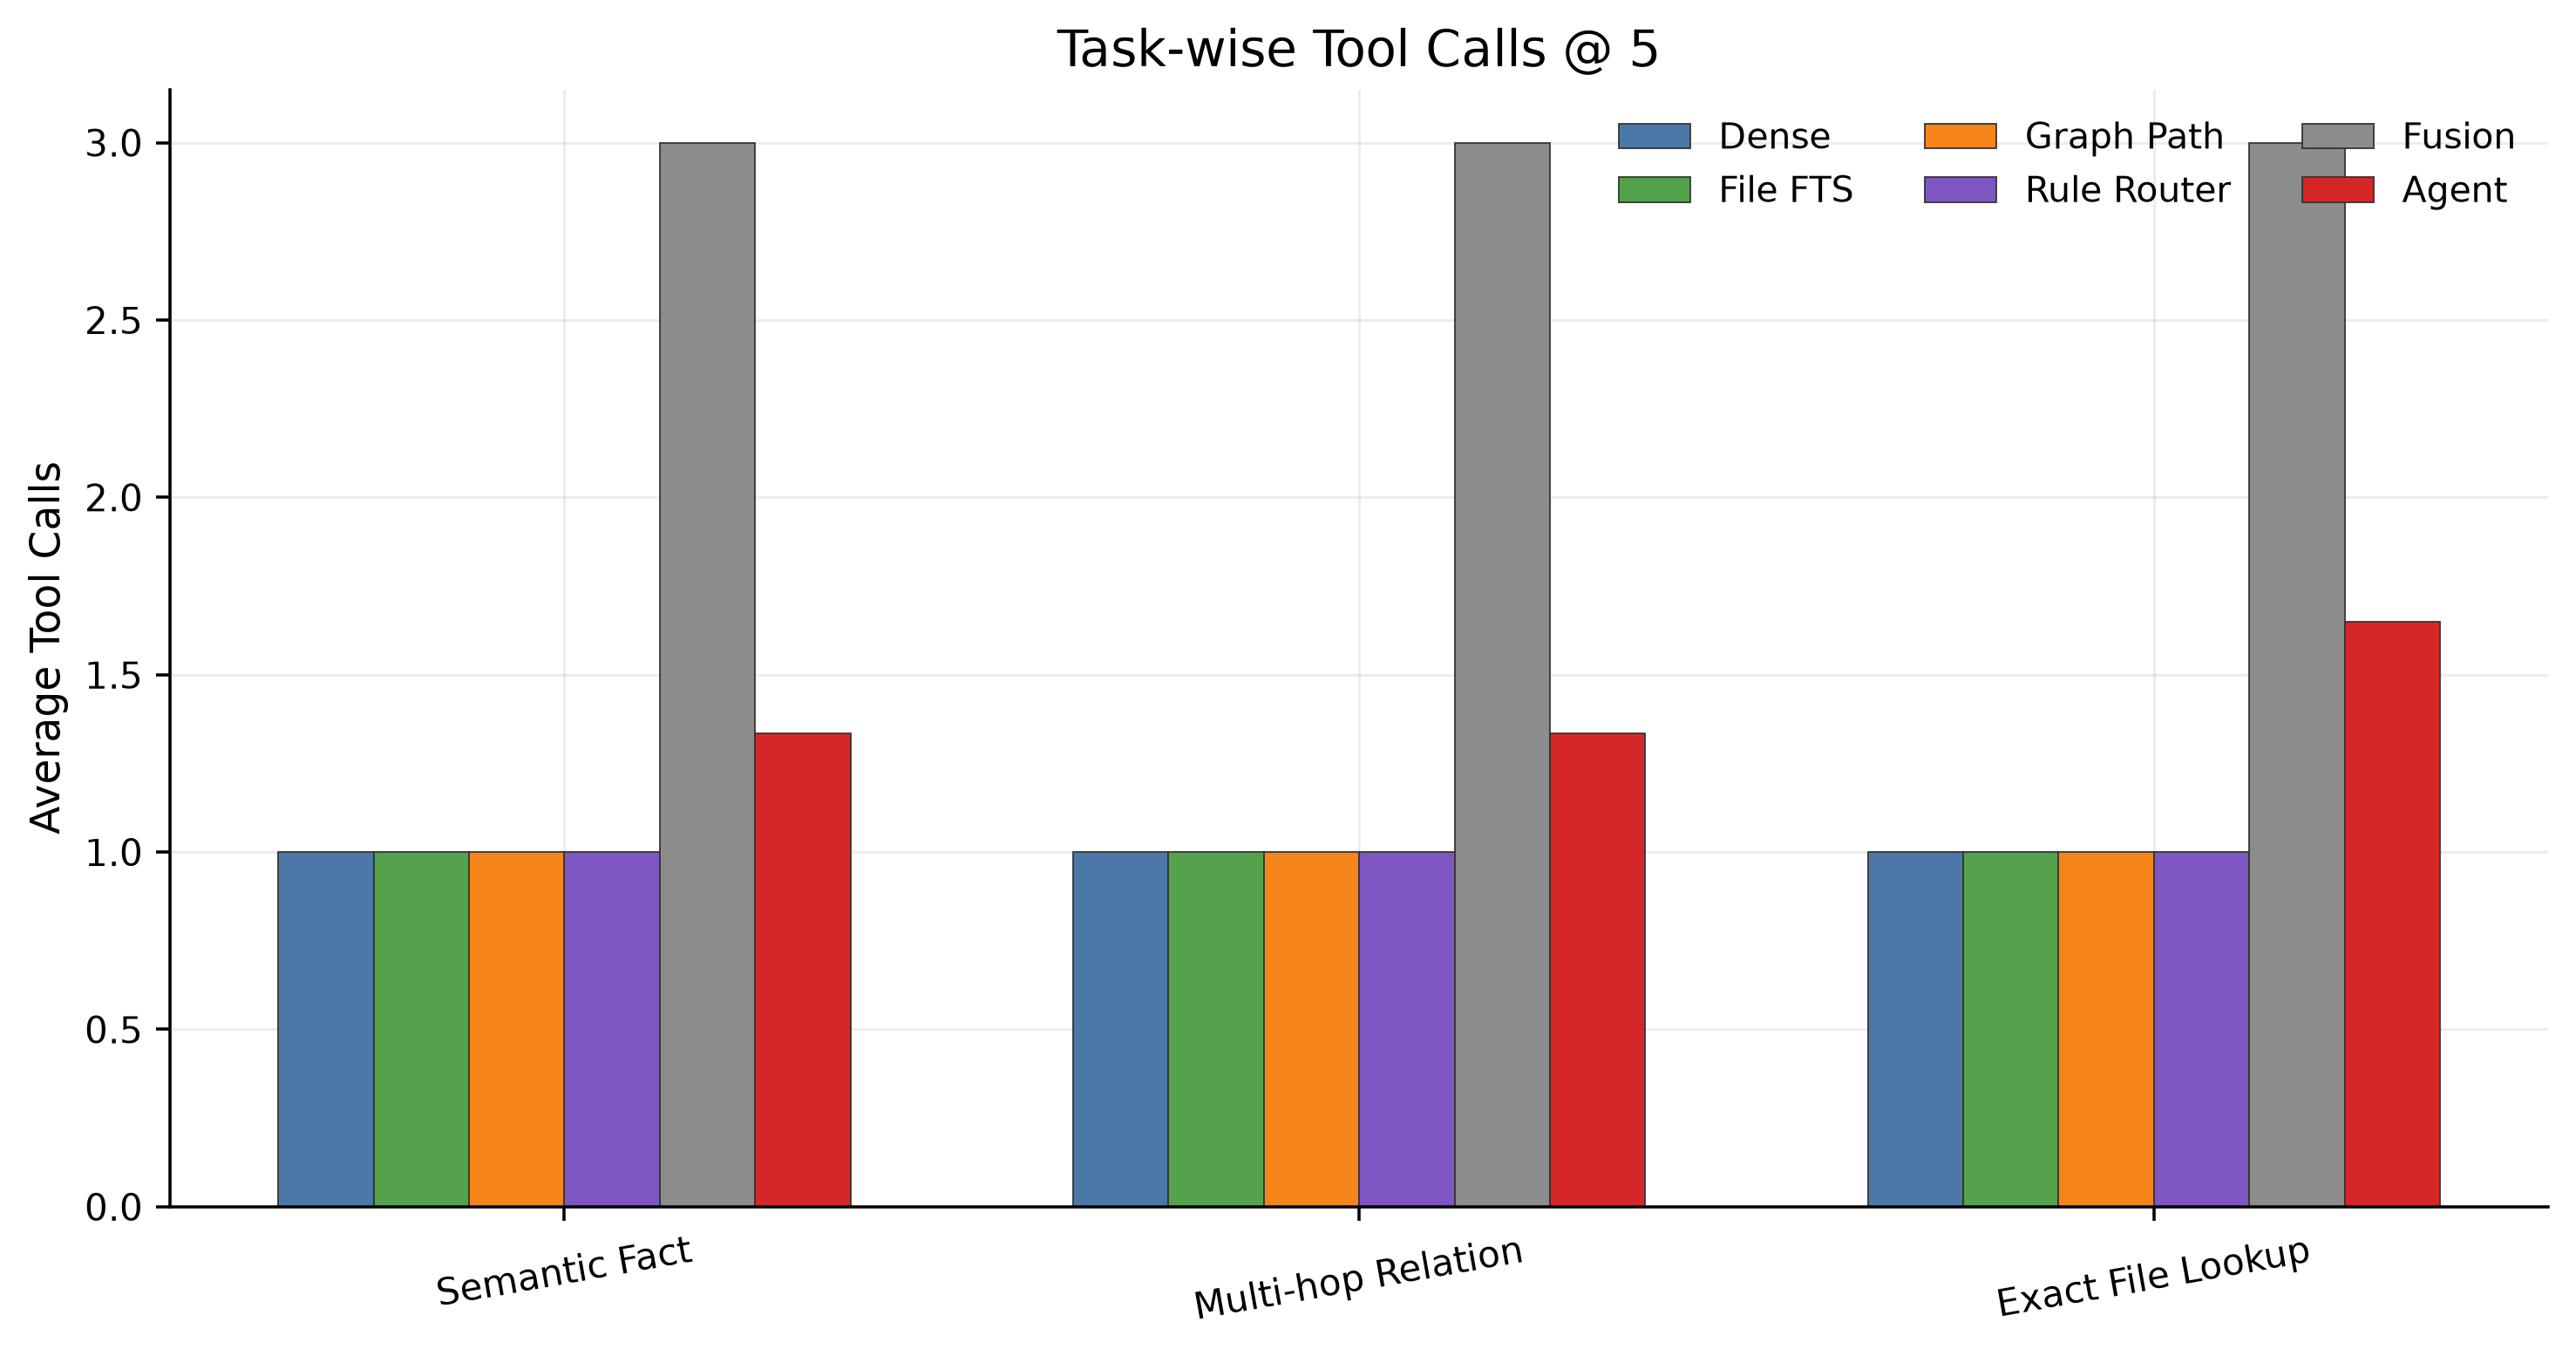 Task-wise Tool Calls @ 5
Dense
Graph Path
Fusion
File FTS
Rule Router
Agent
Average Tool Calls
3.0
2.5
2.0
1.5
1.0
0.5
0.0
Semantic Fact
Multi-hop Relation
Exact File Lookup